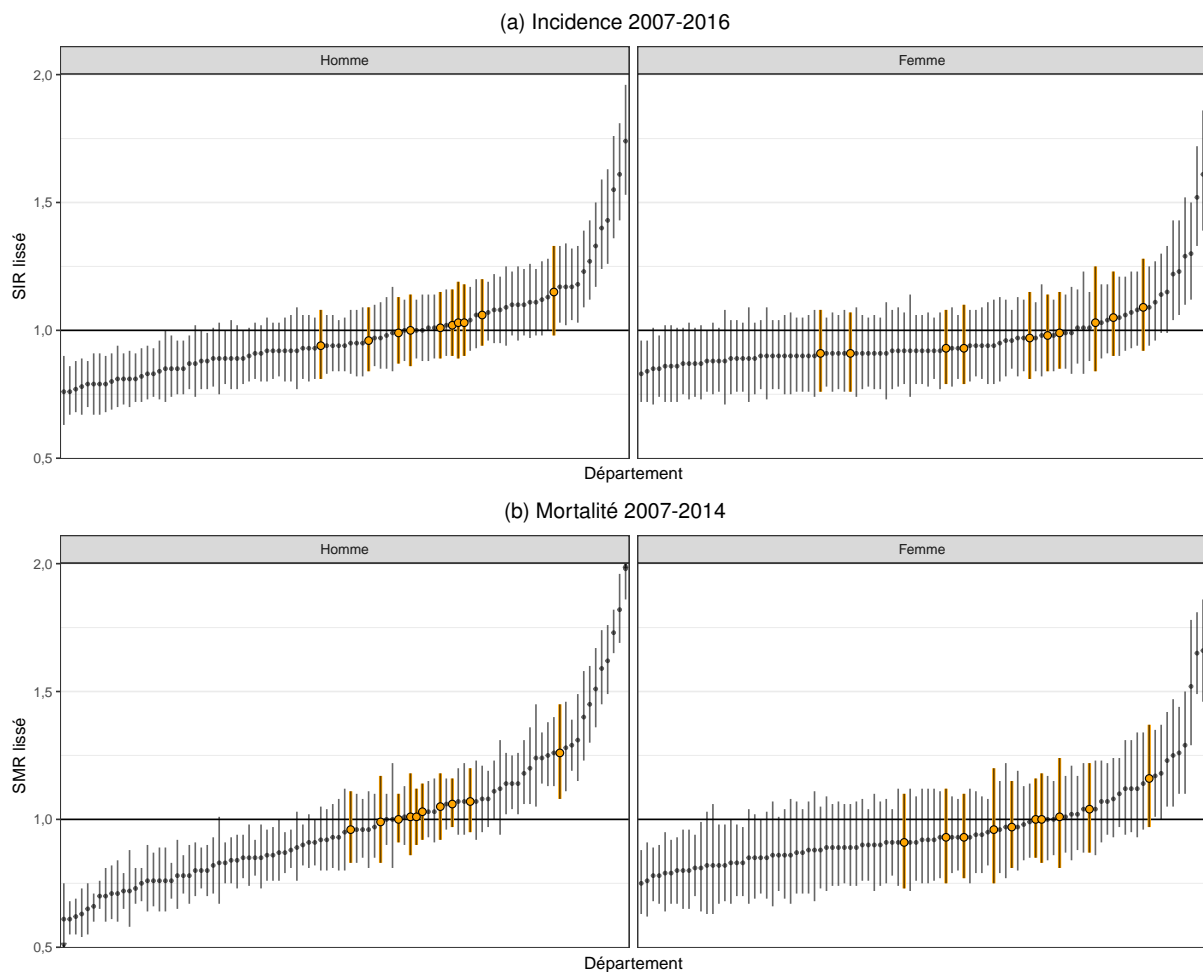 (a) Incidence 2007-2016
Homme
Femme
2,0
1,5
1,0
0,5
SIR lissé
Département
(b) Mortalité 2007-2014
Homme
Femme
2,0
1,5
1,0
0,5
SMR lissé
Département